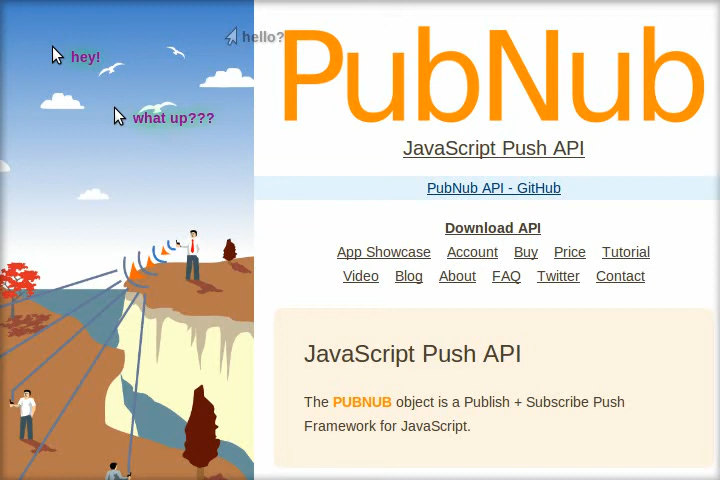 hello?
hey!
what up???
PubNub
JavaScript Push API
PubNub API - GitHub
Download API
App Showcase Account Buy Price Tutorial
Video Blog About FAQ Twitter Contact
JavaScript Push API
The PUBNUB object is a Publish + Subscribe Push
Framework for JavaScript.